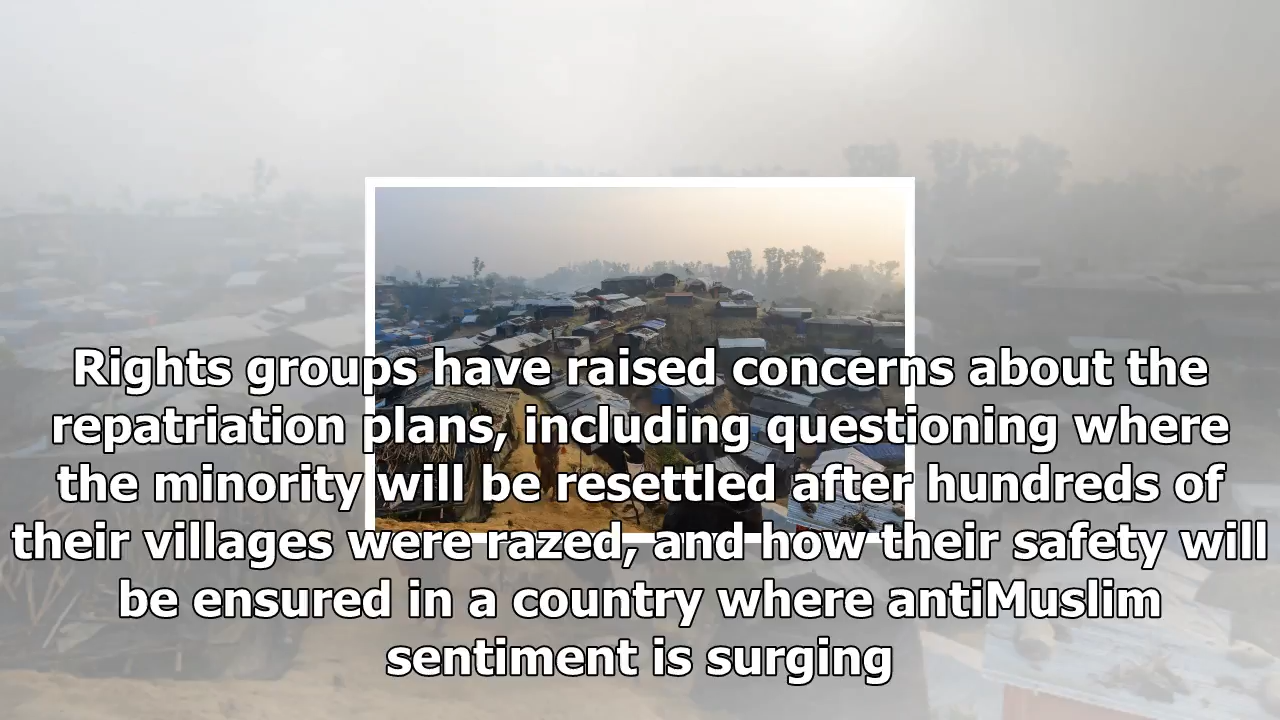 Rights groups have raised concerns about the
repatriation plans, including questioning where
the minority will be resettled after hundreds of
their villages were razed, and how their safety will
be ensured in a country where antiMuslim
sentiment is surging